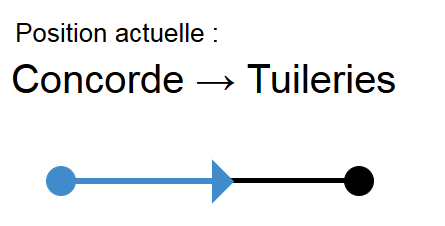 Position actuelle :
Concorde → Tuileries